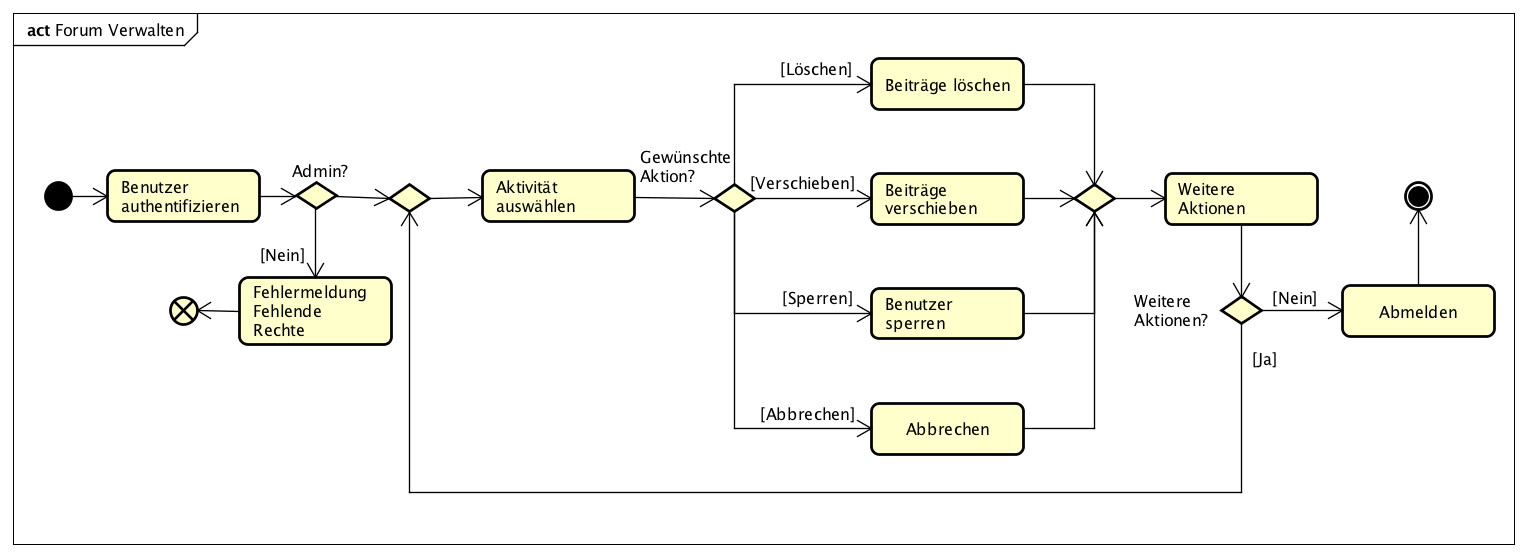 act Forum Verwalten
[Löschen]
Beiträge löschen
Admin?
Benutzer
authentifizieren
Aktivität
auswählen
Gewünschte
Aktion?
[Verschieben]
Beiträge
verschieben
Weitere
Aktionen
[Nein]
Fehlermeldung
Fehlende
Rechte
[Sperren]
Benutzer
sperren
Weitere
Aktionen?
[Nein]
Abmelden
[Ja]
[Abbrechen]
Abbrechen